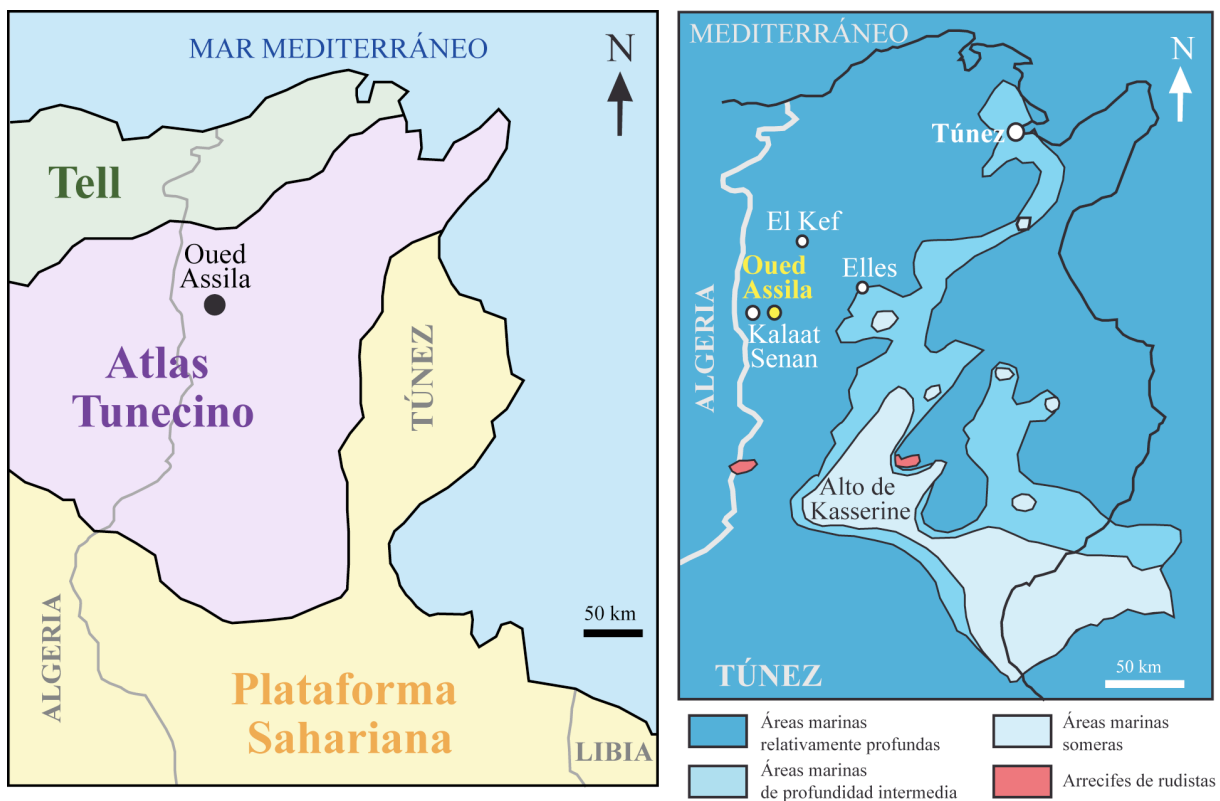 MAR MEDITERRÁNEO
N
Tell
Oued
Assila
Atlas
Tunecino
TÚNEZ
ALGERIA
50 km
Plataforma
Sahariana
LIBIA
MEDITERRÁNEO
N
Túnez
El Kef
Oued
Assila
Elles
Kalaat
Senan
ALGERIA
Alto de
Kasserine
TÚNEZ
50 km
Áreas marinas
relativamente profundas
Áreas marinas
de profundidad intermedia
Áreas marinas
someras
Arrecifes de rudistas